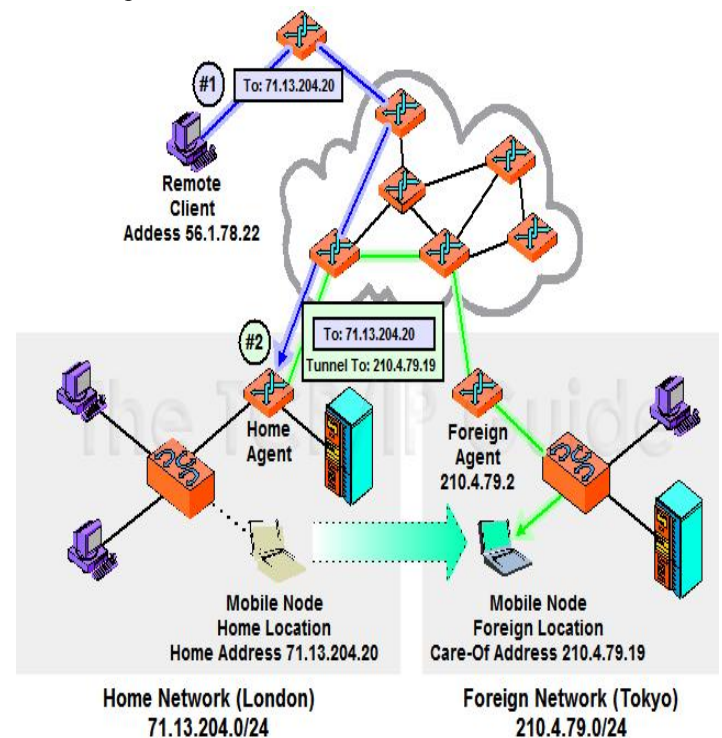 #1
To: 71.13.204.20
Remote
Client
Addess 56.1.78.22
#2
To: 71.13.204.20
Tunnel To: 210.4.79.19
The TCP/IP Guide
Home
Agent
Foreign
Agent
210.4.79.2
Mobile Node
Home Location
Home Address 71.13.204.20
Mobile Node
Foreign Location
Care-Of Address 210.4.79.19
Home Network (London)
71.13.204.0/24
Foreign Network (Tokyo)
210.4.79.0/24